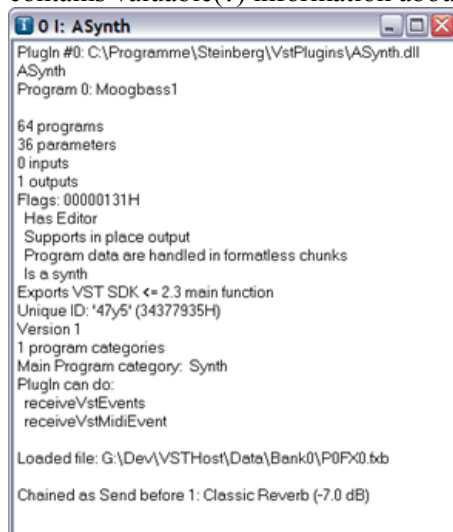 0 I: ASynth
PlugIn #0: C:\Programme\Steinberg\VstPlugins\ASynth.dll
ASynth
Program 0: Moogbass1
64 programs
36 parameters
0 inputs
1 outputs
Flags: 00000131H
Has Editor
Supports in place output
Program data are handled in formatless chunks
Is a synth
Exports VST SDK <= 2.3 main function
Unique ID: '47y5' (34377935H)
Version 1
1 program categories
Main Program category: Synth
PlugIn can do:
receiveVstEvents
receiveVstMidiEvent
Loaded file: G:\Dev\VSTHost\Data\Bank0\P0FX0.fxb
Chained as Send before 1: Classic Reverb (-7.0 dB)